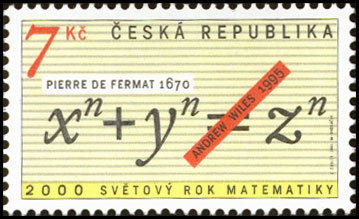 7 Kč ČESKÁ REPUBLIKA
PIERRE DE FERMAT 1670
xⁿ + yⁿ = zⁿ
ANDREW WILES 1995
2000 SVĚTOVÝ ROK MATEMATIKY